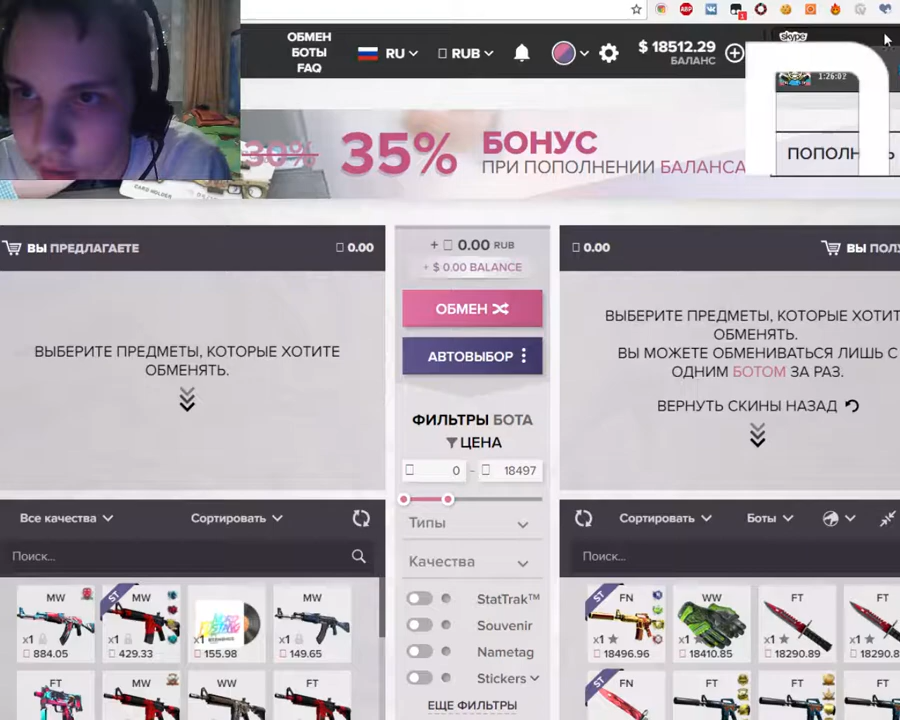 skype
1:26:02
ОБМЕН
БОТЫ
FAQ
RU
RUB
$ 18512.29
БАЛАНС
30%
35%
БОНУС
ПРИ ПОПОЛНЕНИИ БАЛАНСА
CARD HOLDER
ВЫ ПРЕДЛАГАЕТЕ
0.00
+ 0.00 RUB
+ $ 0.00 BALANCE
0.00
ВЫ
ВЫБЕРИТЕ ПРЕДМЕТЫ, КОТОРЫЕ ХОТИТЕ
ОБМЕНЯТЬ.
ОБМЕН
АВТОВЫБОР
ВЫБЕРИТЕ ПРЕДМЕТЫ, КОТОРЫЕ ХОТИТ
ОБМЕНЯТЬ.
ВЫ МОЖЕТЕ ОБМЕНИВАТЬСЯ ЛИШЬ С
ОДНИМ БОТОМ ЗА РАЗ.
ВЕРНУТЬ СКИНЫ НАЗАД
ФИЛЬТРЫ БОТА
ЦЕНА
0 - 18497
Типы
Качества
StatTrak™
Souvenir
Nametag
Stickers
ЕЩЕ ФИЛЬТРЫ
Все качества
Сортировать
Поиск...
MW
x1
884.05
ST
MW
x1
429.33
x1
155.98
MW
x1
149.65
MW
WW
FT
Сортировать
Боты
Поиск...
ST
FN
x1 ★
18496.96
WW
x1 ★
18410.85
FT
x1 ★
18290.89
FT
x1 ★
18290.8
ST
FT
FT
FT